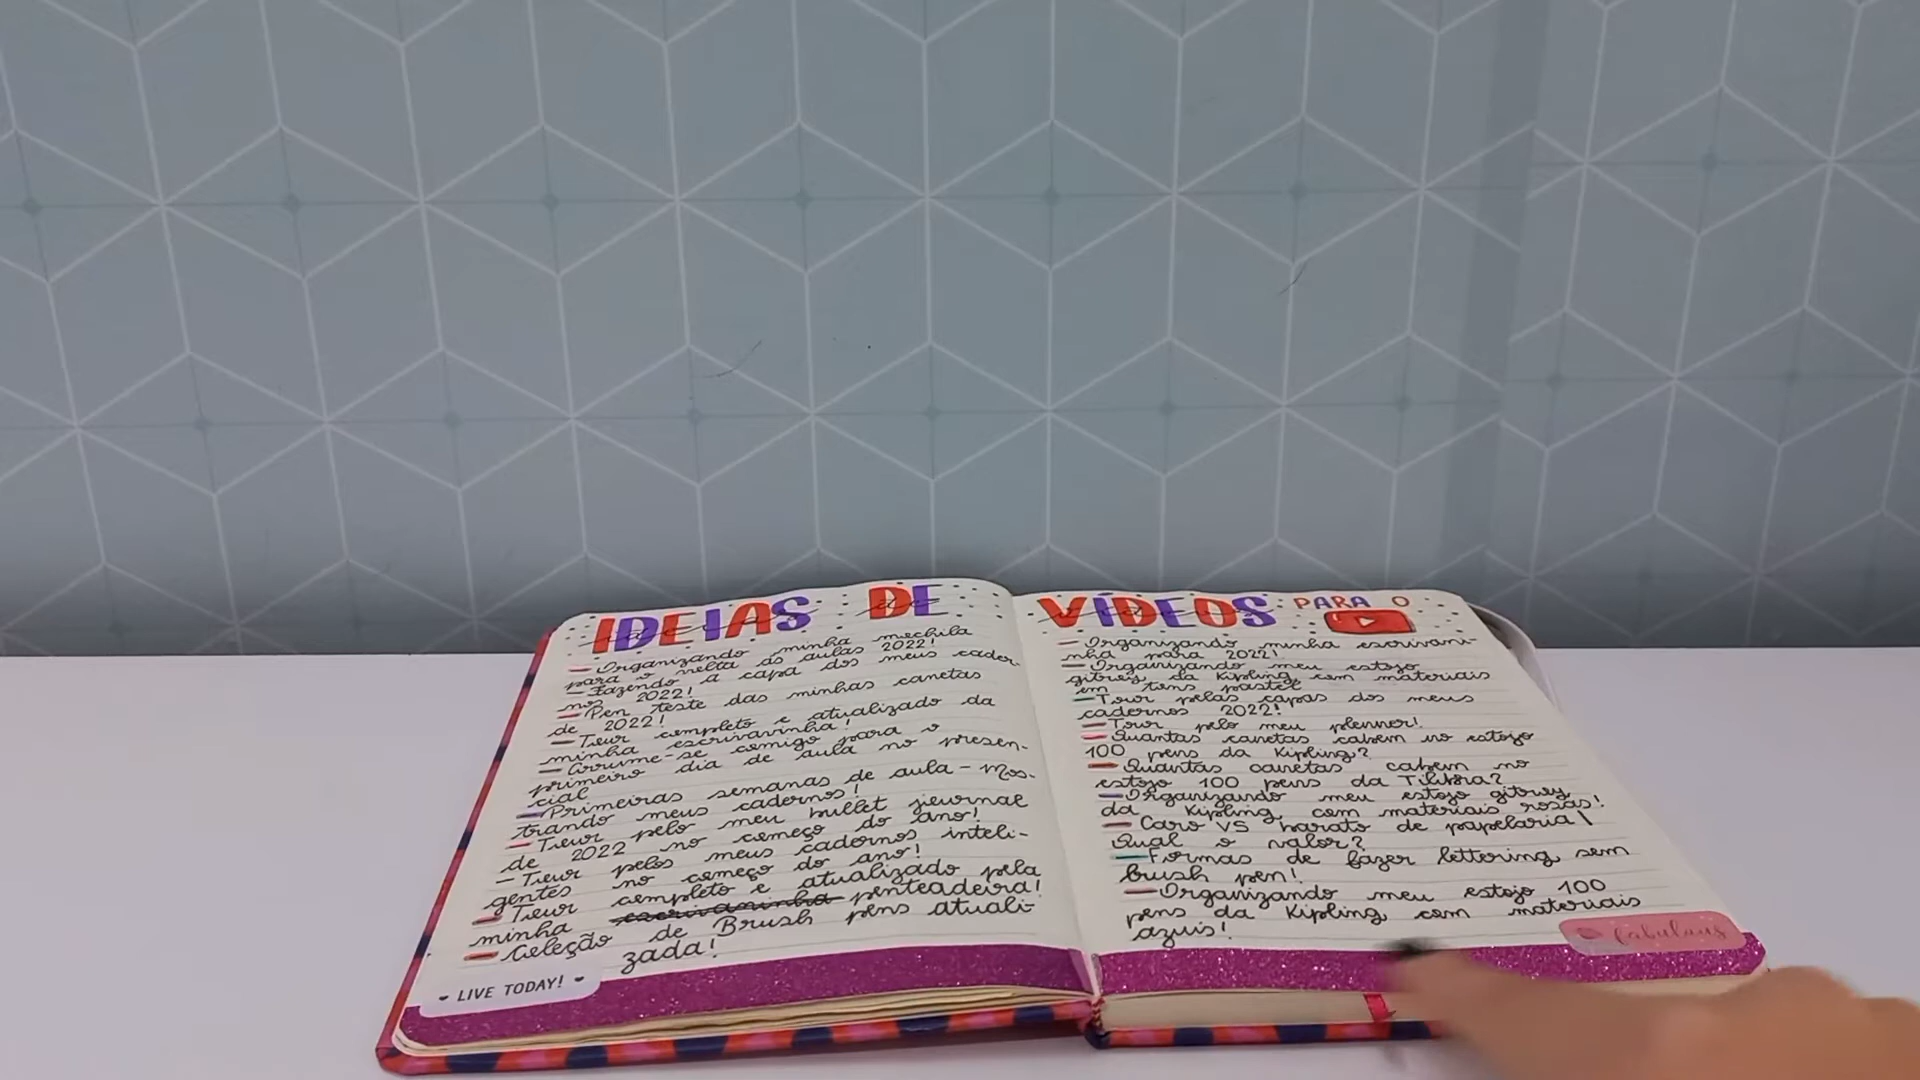 IDEIAS DE
ideias de
- Organizando minha mochila
para o volta às aulas 2022!
- Fazendo a capa dos meus cader-
nos 2022!
- Pen teste das minhas canetas
de 2022!
- Tour completo e atualizado da
minha escrivavinha!
- Arrume-se comigo para o
primeiro dia de aula no presen-
cial
- Primeiras semanas de aula - Mos-
trando meus cadernos!
- Tour pelo meu bullet journal
de 2022 no começo do ano!
- Tour pelos meus cadernos inteli-
gentes no começo do ano!
- Tour completo e atualizado pela
minha escrivaninha penteadeira!
- Coleção de Brush pens atuali-
zada!
LIVE TODAY!
VÍDEOS PARA O
vídeos
- Organizando minha escrivani-
nha para 2022!
- Organizando meu estojo
gitroy da Kipling com materiais
em tons pastel
- Tour pelas capas dos meus
cadernos 2022!
- Tour pelo meu plenner!
- Quantas canetas cabem no estojo
100 pens da Kipling?
- Quantas canetas cabem no
estojo 100 pens da Tilibra?
- Organizando meu estojo gitroy
da Kipling com materiais rosas!
- Caro VS barato de papelaria!
Qual o valor?
- Formas de fazer lettering sem
brush pen!
- Organizando meu estojo 100
pens da Kipling com materiais
azuis!
fabulous